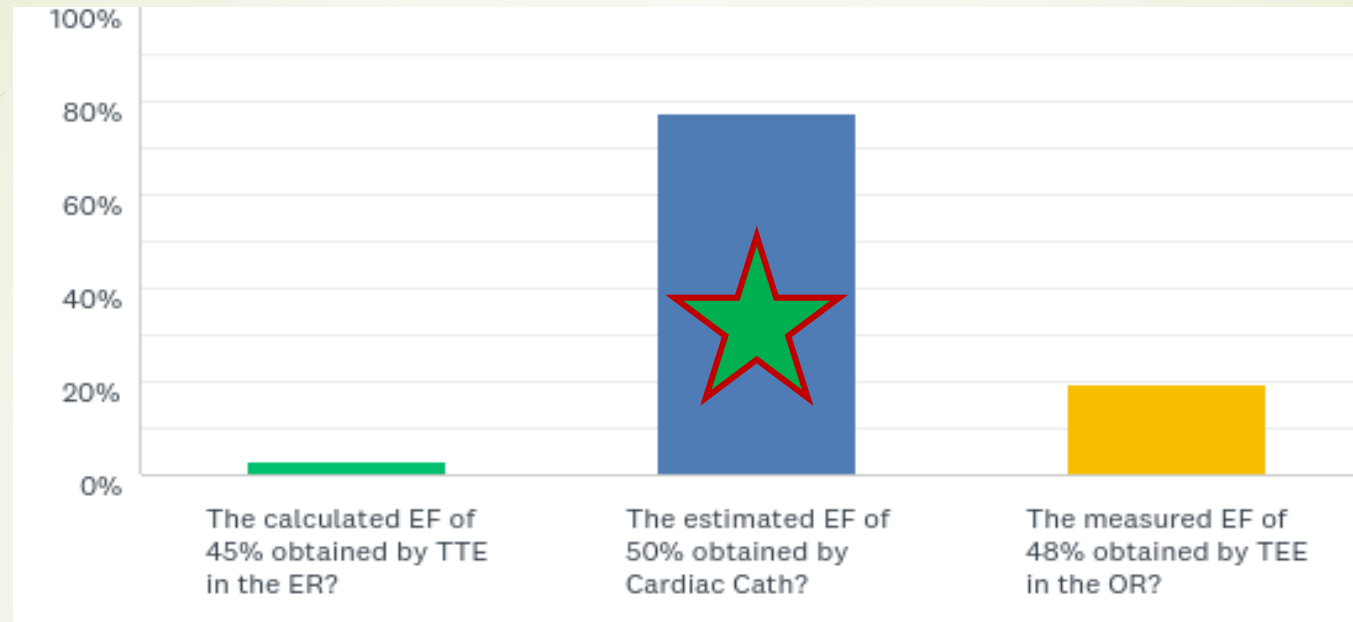 100%
80%
60%
40%
20%
0%
The calculated EF of
45% obtained by TTE
in the ER?
The estimated EF of
50% obtained by
Cardiac Cath?
The measured EF of
48% obtained by TEE
in the OR?